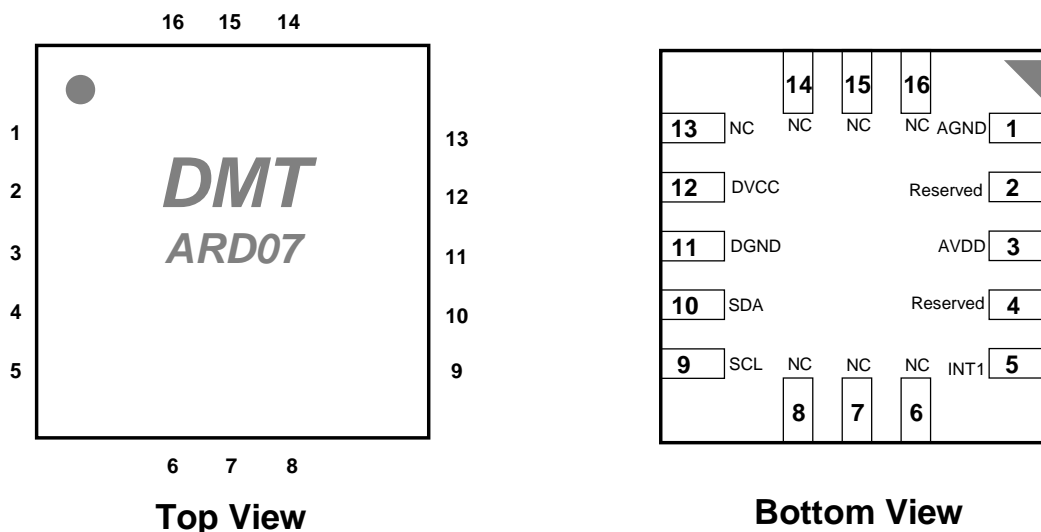 16 15 14
1
2
3
4
5
13
12
11
10
9
DMT
ARD07
6 7 8
Top View
14 15 16
NC NC NC
13 NC
12 DVCC
11 DGND
10 SDA
9 SCL
AGND 1
Reserved 2
AVDD 3
Reserved 4
INT1 5
NC NC NC
8 7 6
Bottom View